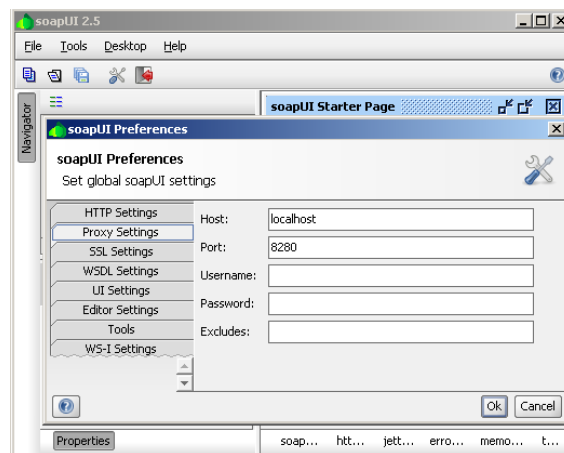 soapUI 2.5
File Tools Desktop Help
Navigator
soapUI Starter Page
soapUI Preferences
soapUI Preferences
Set global soapUI settings
HTTP Settings
Proxy Settings
SSL Settings
WSDL Settings
UI Settings
Editor Settings
Tools
WS-I Settings
Host: localhost
Port: 8280
Username:
Password:
Excludes:
Ok Cancel
Properties
soap... htt... jett... erro... memo... t...